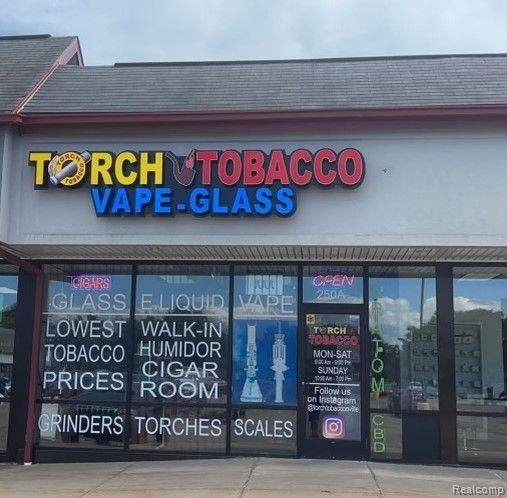 TORCH TOBACCO
VAPE-GLASS
CIGARS
GLASS
LOWEST
TOBACCO
PRICES
GRINDERS
E.LIQUID
WALK-IN
HUMIDOR
CIGAR
ROOM
TORCHES
VAPE
SCALES
OPEN
250A
TORCH
TOBACCO
MON-SAT
SUNDAY
Follow us
on Instagram
CBD
Realcomp